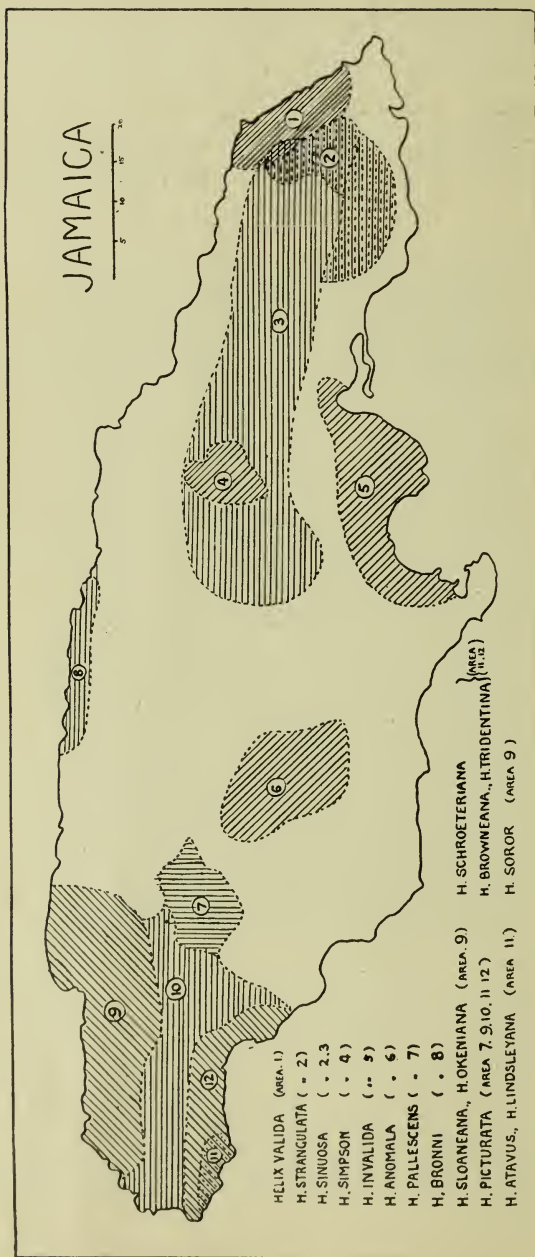 JAMAICA
5 10 15 20
1
2
3
4
5
6
7
8
9
10
11
12
HELIX VALIDA (AREA. 1)
H. STRANGULATA ( " 2)
H. SINUOSA ( " 2.3
H. SIMPSON ( " 4)
H. INVALIDA ( " 5)
H. ANOMALA ( " 6)
H. PALLESCENS ( " 7)
H, BRONNI ( " 8)
H. SLOANEANA., H.OKENIANA (AREA. 9)
H. PICTURATA (AREA 7. 9. 10. 11 12)
H. ATAVUS., H. LINDSLEYANA (AREA 11.)
H. SCHROETERIANA
H. BROWNEANA., H.TRIDENTINA} (AREA 11. 12)
H. SOROR (AREA 9)